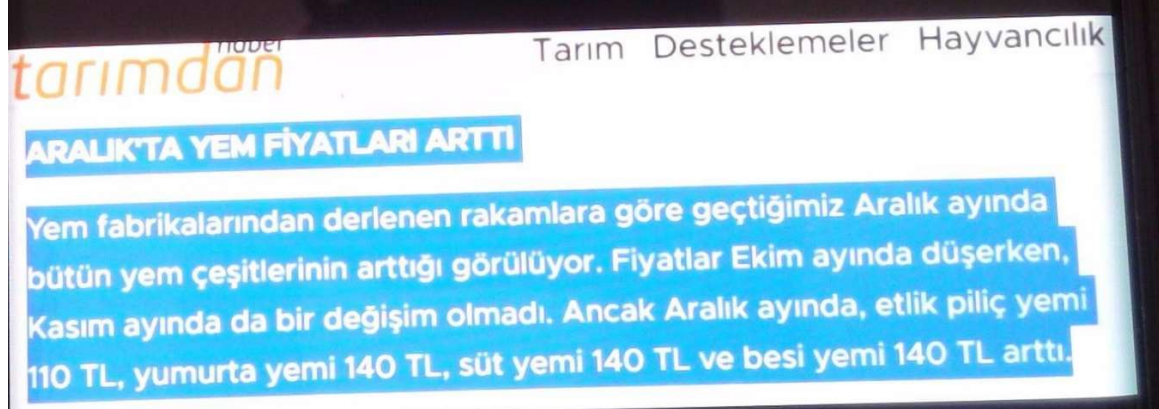 haber
tarımdan
Tarım Desteklemeler Hayvancılık
ARALIK'TA YEM FİYATLARI ARTTI
Yem fabrikalarından derlenen rakamlara göre geçtiğimiz Aralık ayında
bütün yem çeşitlerinin arttığı görülüyor. Fiyatlar Ekim ayında düşerken,
Kasım ayında da bir değişim olmadı. Ancak Aralık ayında, etlik piliç yemi
110 TL, yumurta yemi 140 TL, süt yemi 140 TL ve besi yemi 140 TL arttı.